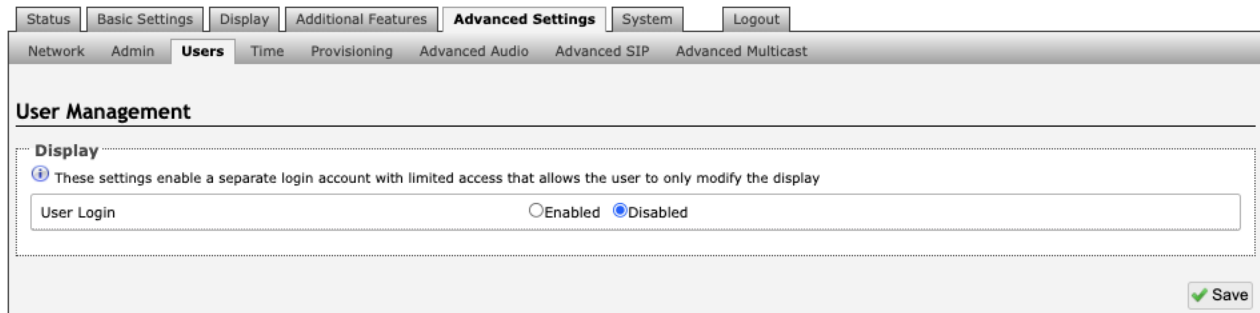 Status Basic Settings Display Additional Features Advanced Settings System Logout
Network Admin Users Time Provisioning Advanced Audio Advanced SIP Advanced Multicast
User Management
Display
These settings enable a separate login account with limited access that allows the user to only modify the display
User Login Enabled Disabled
Save